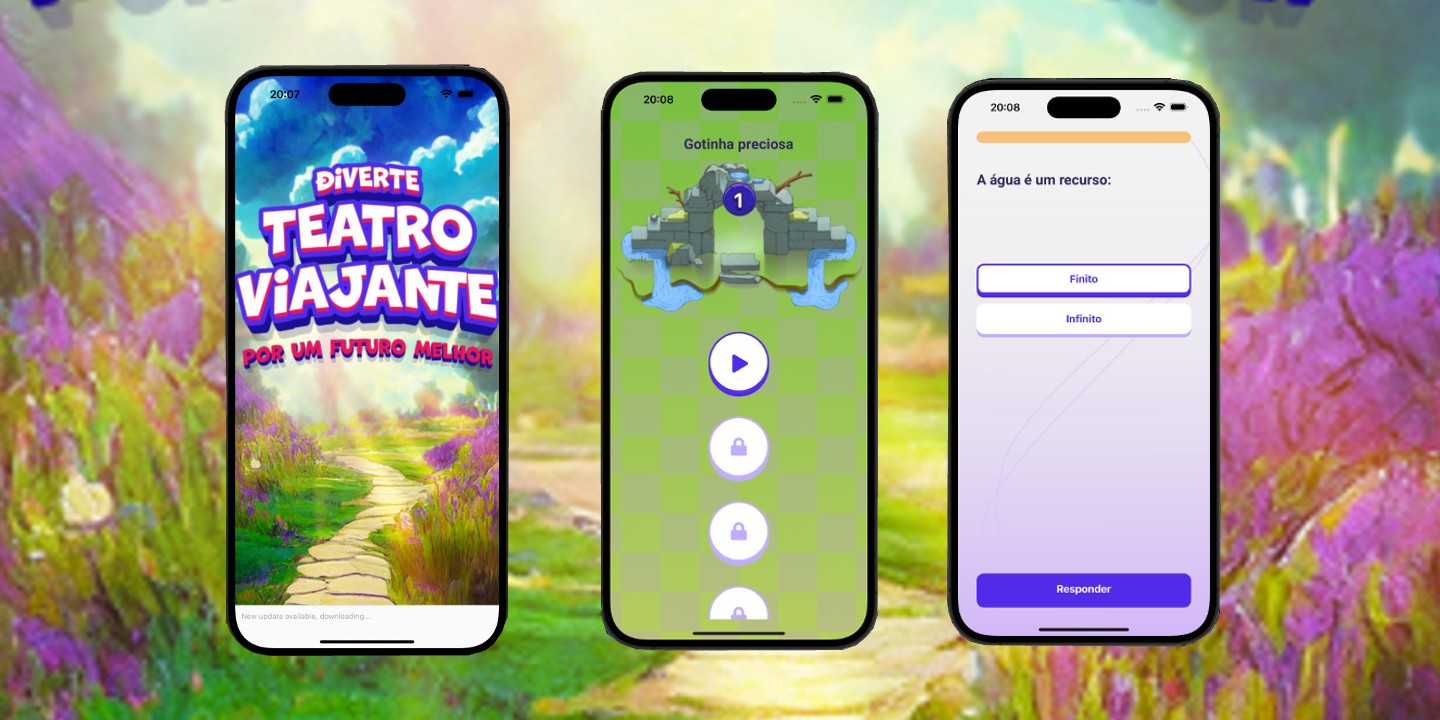 20:07
DiVERTE
TEATRO
ViAJANTE
POR UM FUTURO MELHOR
New update available, downloading...
20:08
Gotinha preciosa
1
20:08
A água é um recurso:
Finito
Infinito
Responder